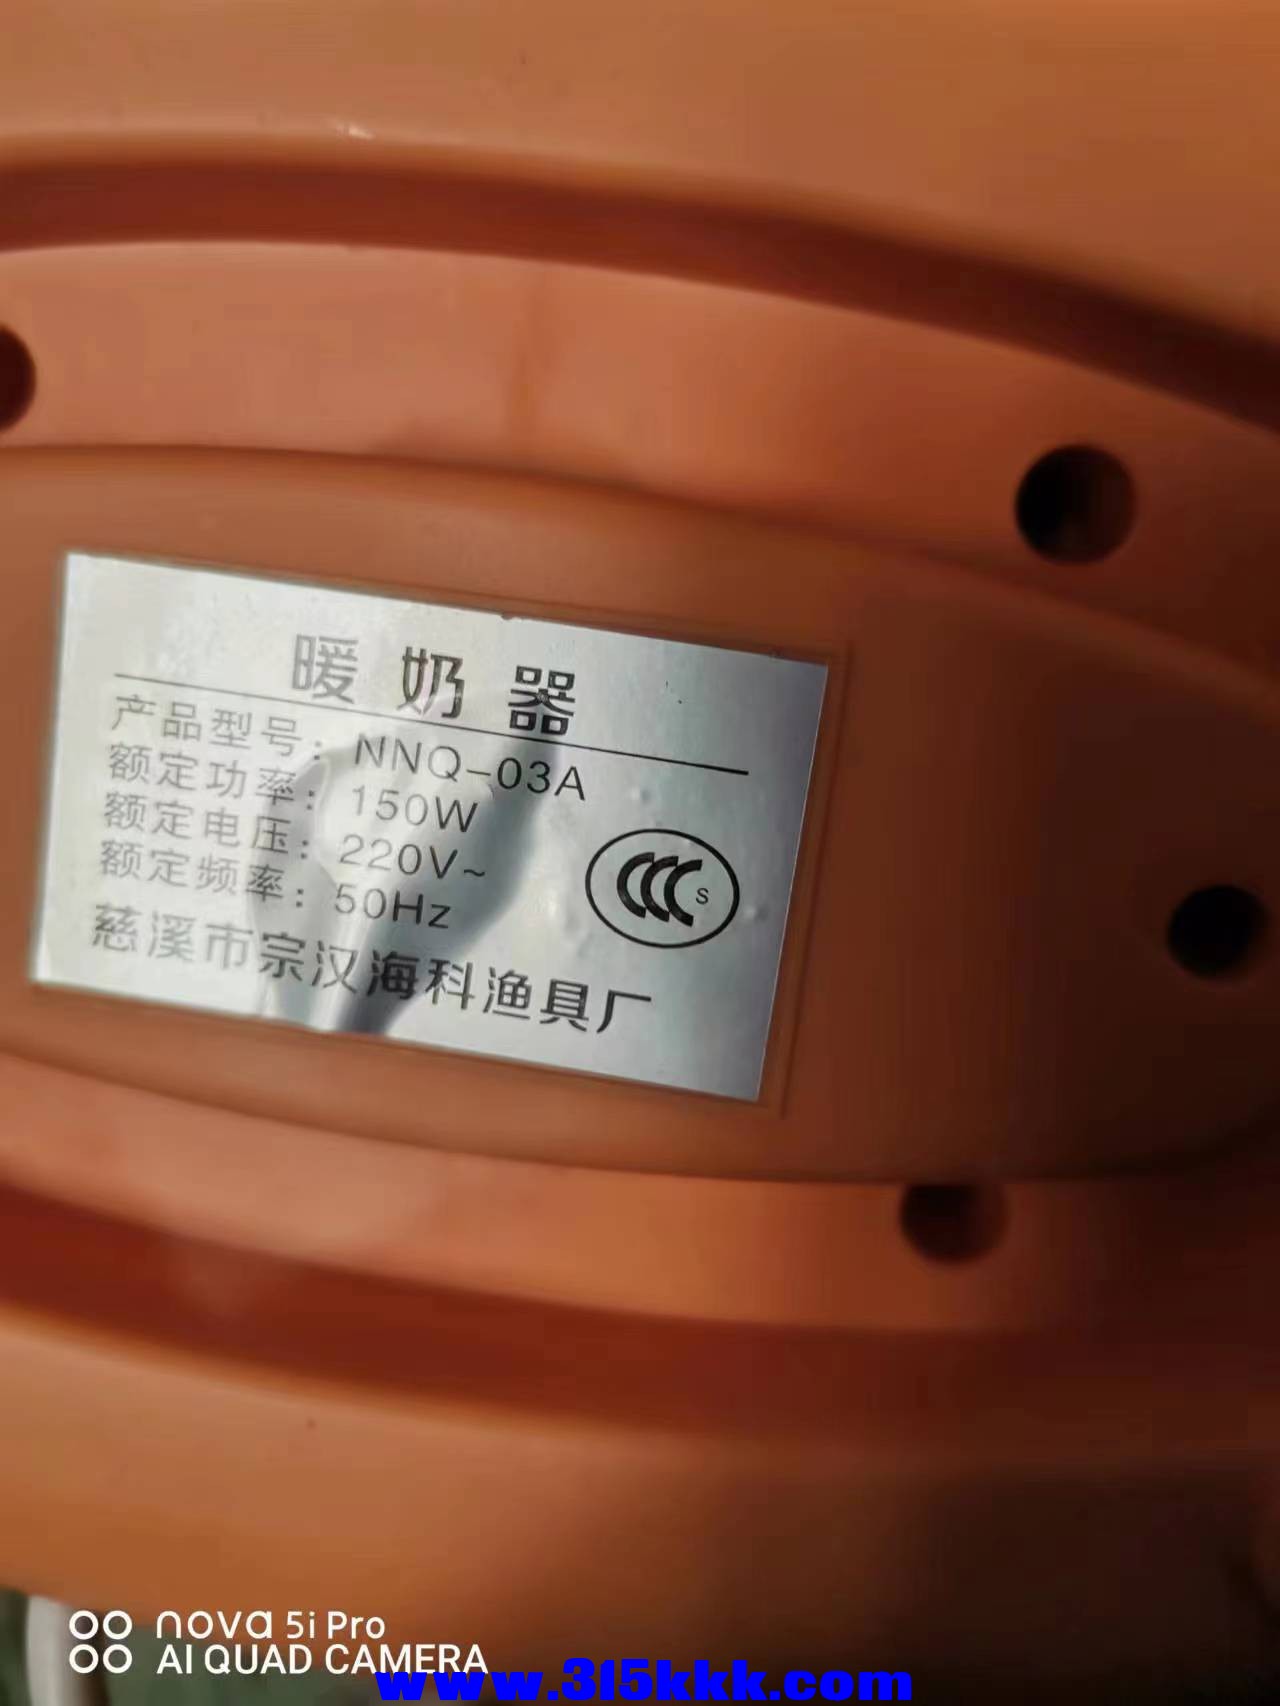 暖奶器
产品型号：NNQ-03A
额定功率：150W
额定电压：220V~
额定频率：50Hz
CCC S
慈溪市宗汉海科渔具厂
nova 5i Pro
AI QUAD CAMERA
www.315kkk.com